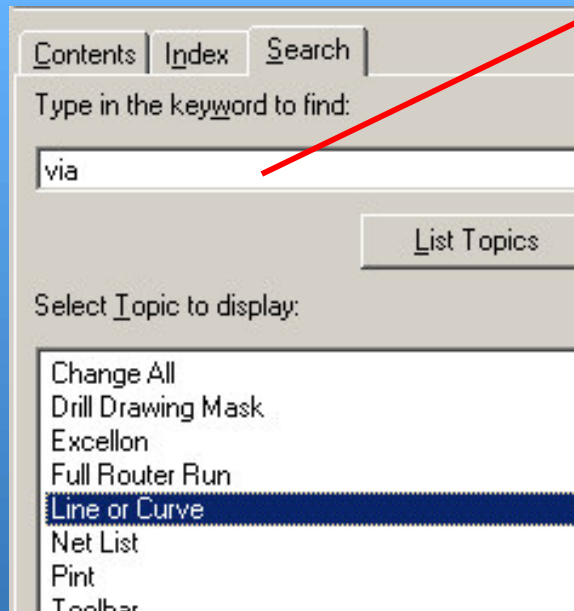 Contents Index Search
Type in the keyword to find:
via
List Topics
Select Topic to display:
Change All
Drill Drawing Mask
Excellon
Full Router Run
Line or Curve
Net List
Pint
Toolbar